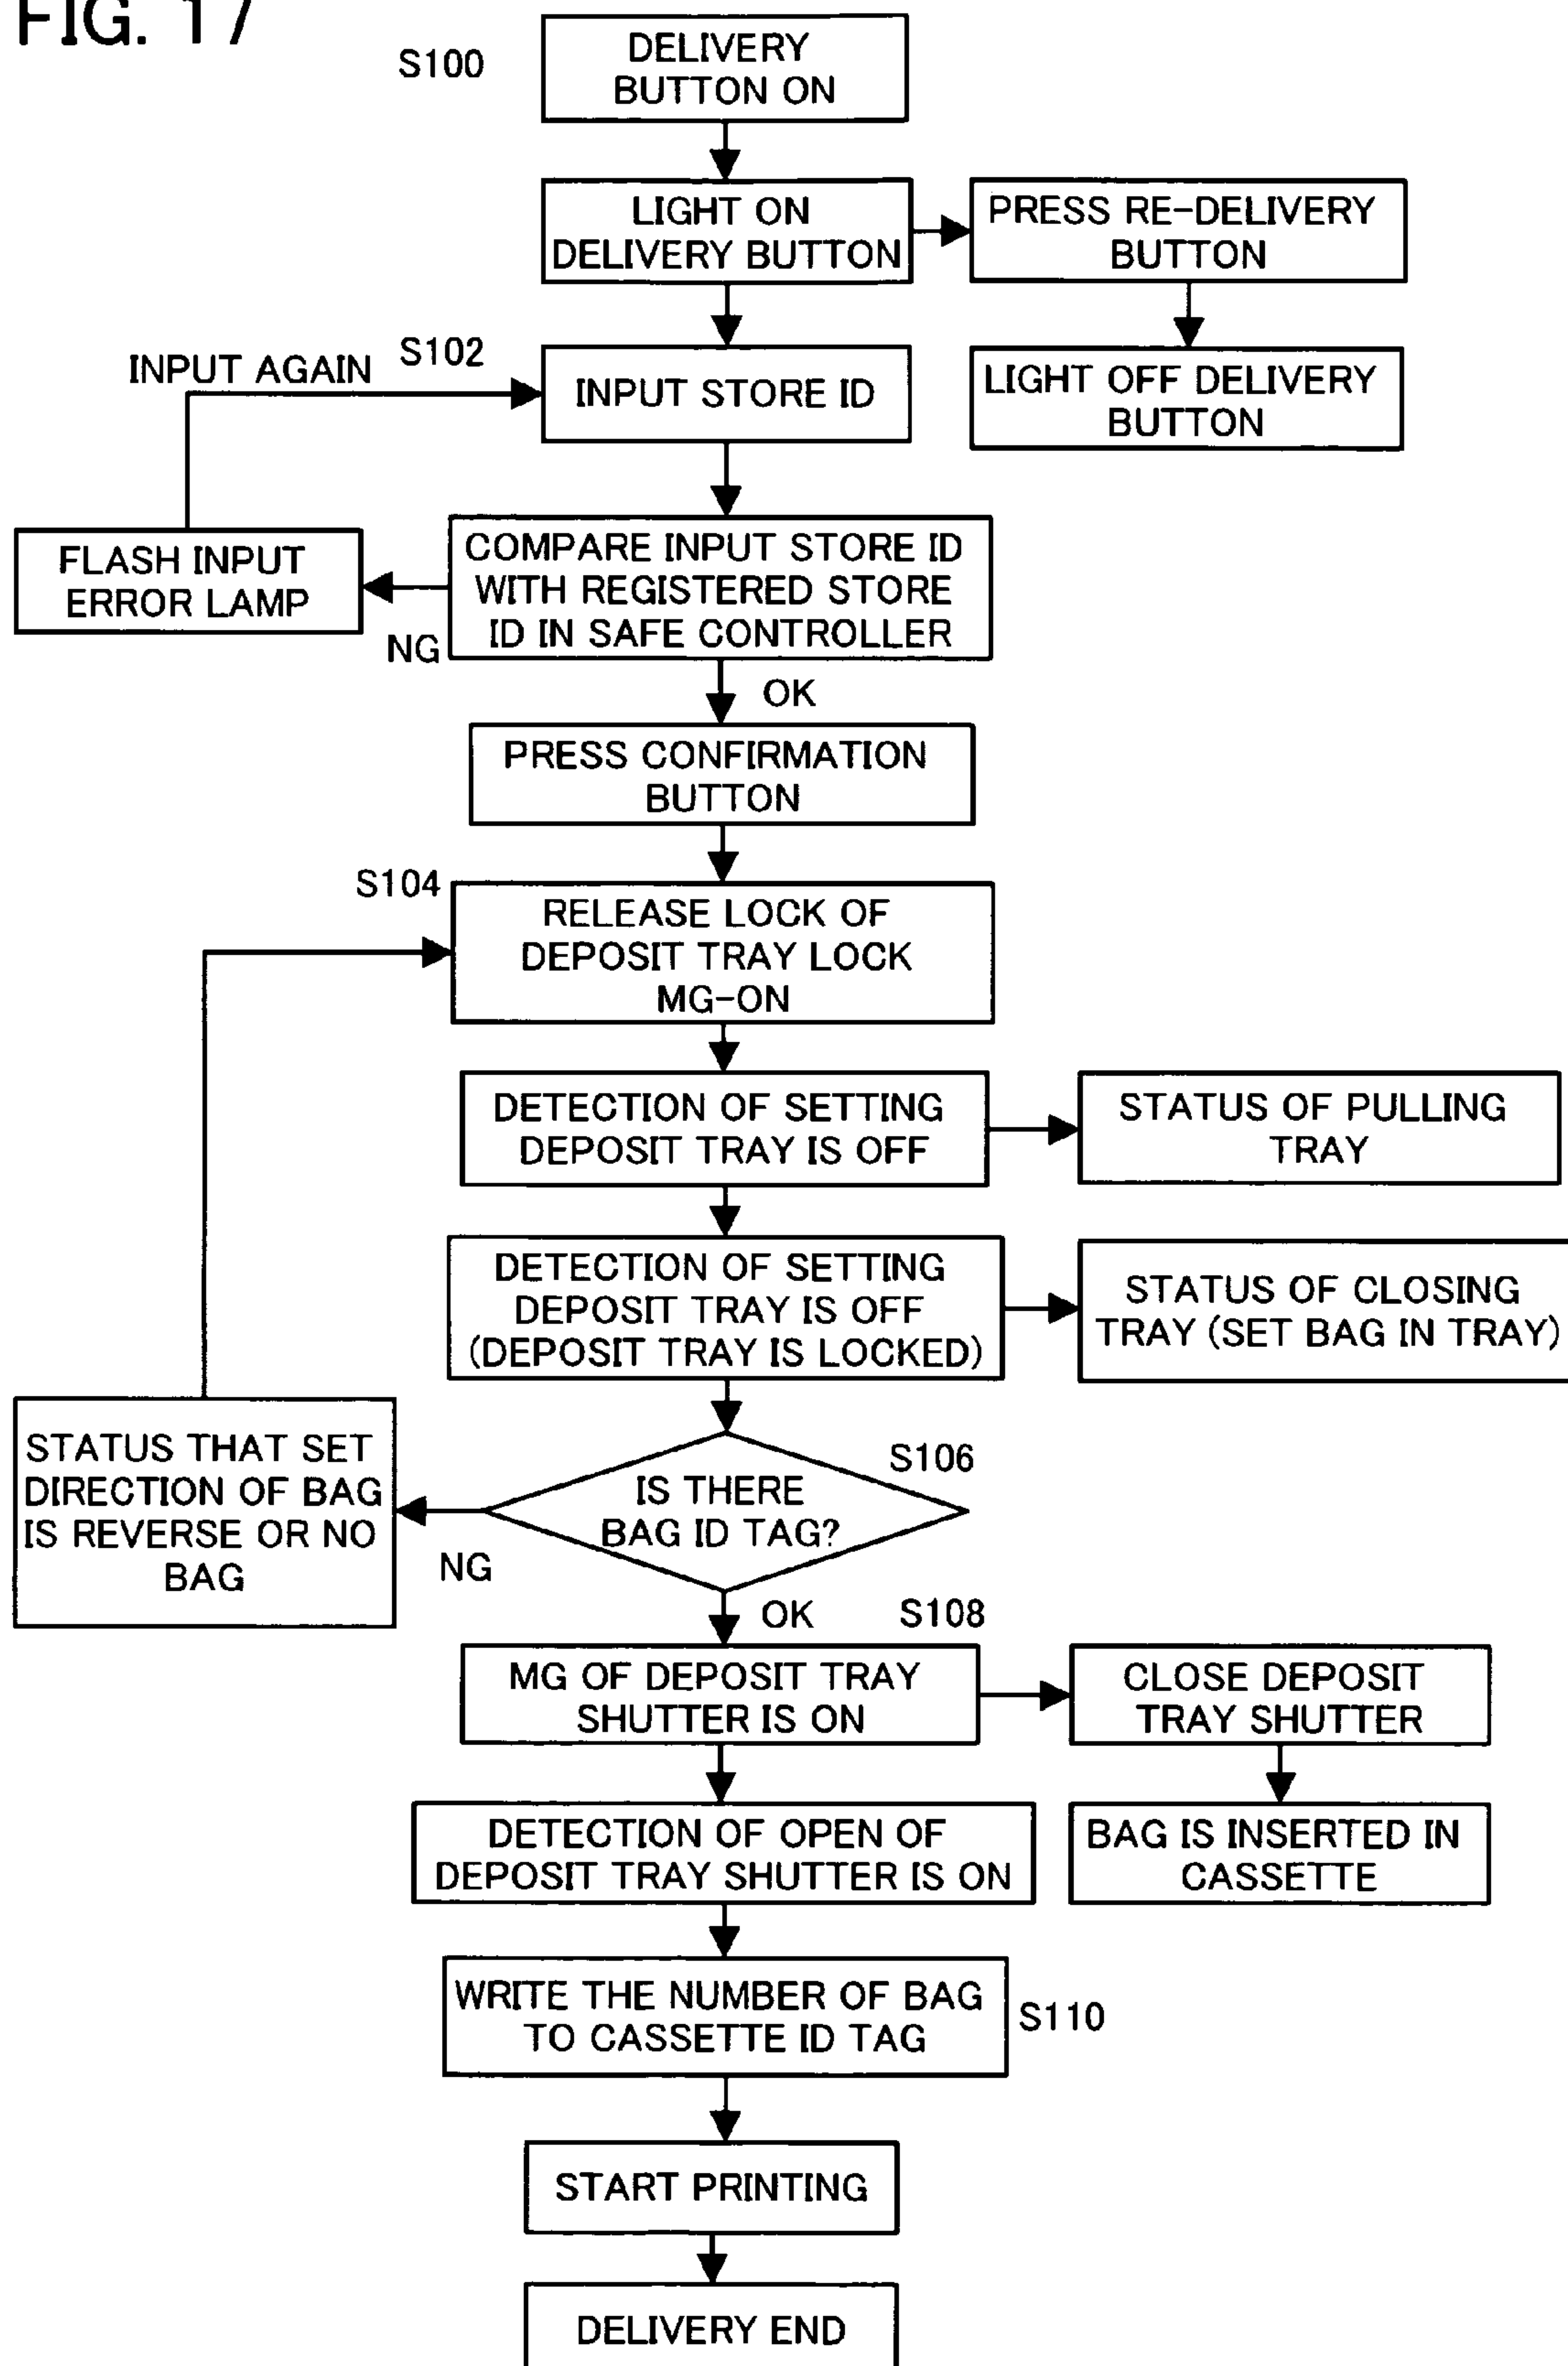 FIG. 17
S100
DELIVERY
BUTTON ON
LIGHT ON
DELIVERY BUTTON
PRESS RE-DELIVERY
BUTTON
INPUT AGAIN
S102
INPUT STORE ID
LIGHT OFF DELIVERY
BUTTON
FLASH INPUT
ERROR LAMP
NG
COMPARE INPUT STORE ID
WITH REGISTERED STORE
ID IN SAFE CONTROLLER
OK
PRESS CONFIRMATION
BUTTON
S104
RELEASE LOCK OF
DEPOSIT TRAY LOCK
MG-ON
DETECTION OF SETTING
DEPOSIT TRAY IS OFF
STATUS OF PULLING
TRAY
DETECTION OF SETTING
DEPOSIT TRAY IS OFF
(DEPOSIT TRAY IS LOCKED)
STATUS OF CLOSING
TRAY (SET BAG IN TRAY)
STATUS THAT SET
DIRECTION OF BAG
IS REVERSE OR NO
BAG
NG
S106
IS THERE
BAG ID TAG?
OK
S108
MG OF DEPOSIT TRAY
SHUTTER IS ON
CLOSE DEPOSIT
TRAY SHUTTER
DETECTION OF OPEN OF
DEPOSIT TRAY SHUTTER IS ON
BAG IS INSERTED IN
CASSETTE
WRITE THE NUMBER OF BAG
TO CASSETTE ID TAG
S110
START PRINTING
DELIVERY END